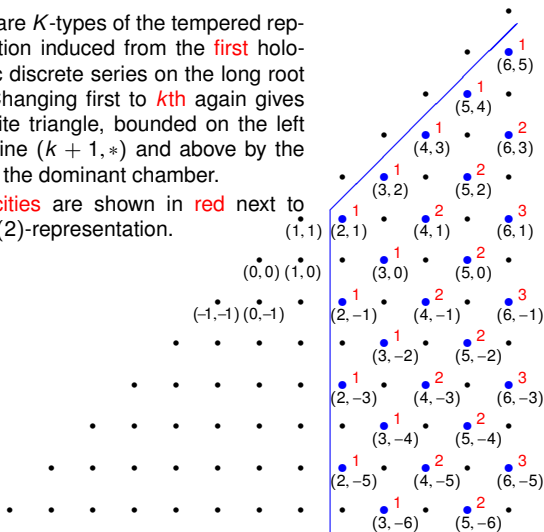 are K-types of the tempered rep-
tion induced from the first holo-
c discrete series on the long root
Changing first to kth again gives
ite triangle, bounded on the left
ine (k + 1, ∗) and above by the
the dominant chamber.
cities are shown in red next to
(2)-representation.
1
(6, 5)
1
(5, 4)
1 2
(4, 3) (6, 3)
1 2
(3, 2) (5, 2)
1 2 3
(1, 1) (2, 1) (4, 1) (6, 1)
1 2
(0, 0) (1, 0) (3, 0) (5, 0)
1 2 3
(–1, –1) (0, –1) (2, –1) (4, –1) (6, –1)
1 2
(3, –2) (5, –2)
1 2 3
(2, –3) (4, –3) (6, –3)
1 2
(3, –4) (5, –4)
1 2 3
(2, –5) (4, –5) (6, –5)
1 2
(3, –6) (5, –6)